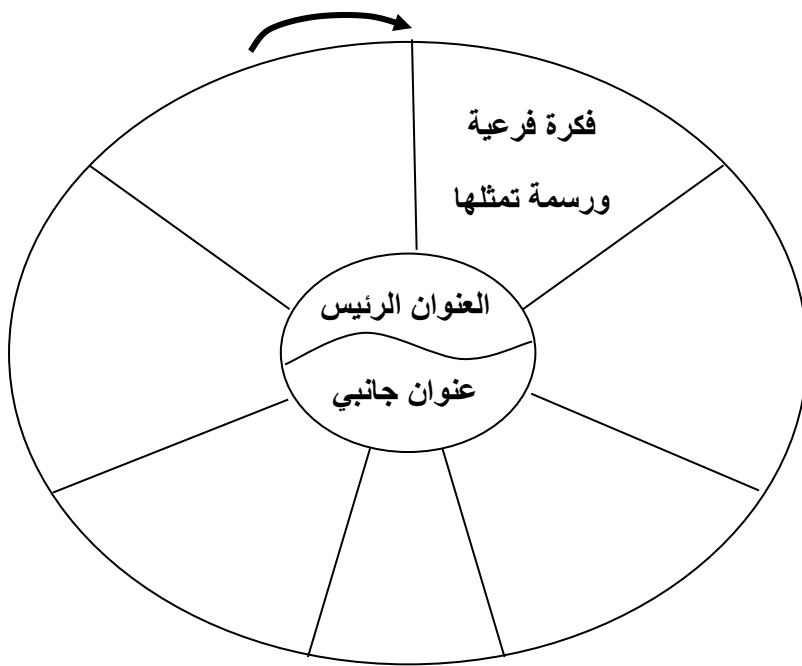 فكرة فرعية
ورسمة تمثلها
العنوان الرئيس
عنوان جانبي